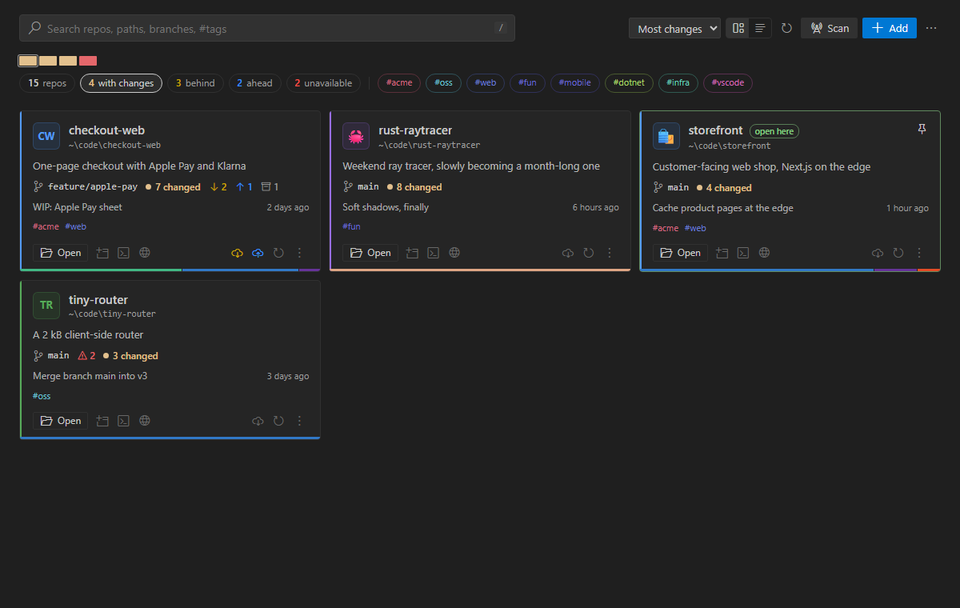 Search repos, paths, branches, #tags /
Most changes Scan Add
15 repos 4 with changes 3 behind 2 ahead 2 unavailable #acme #oss #web #fun #mobile #dotnet #infra #vscode
CW checkout-web
~\code\checkout-web
One-page checkout with Apple Pay and Klarna
feature/apple-pay 7 changed 2 1 1
WIP: Apple Pay sheet 2 days ago
#acme #web
Open
rust-raytracer
~\code\rust-raytracer
Weekend ray tracer, slowly becoming a month-long one
main 8 changed
Soft shadows, finally 6 hours ago
#fun
Open
storefront open here
~\code\storefront
Customer-facing web shop, Next.js on the edge
main 4 changed
Cache product pages at the edge 1 hour ago
#acme #web
Open
TR tiny-router
~\code\tiny-router
A 2 kB client-side router
main 2 3 changed
Merge branch main into v3 3 days ago
#oss
Open